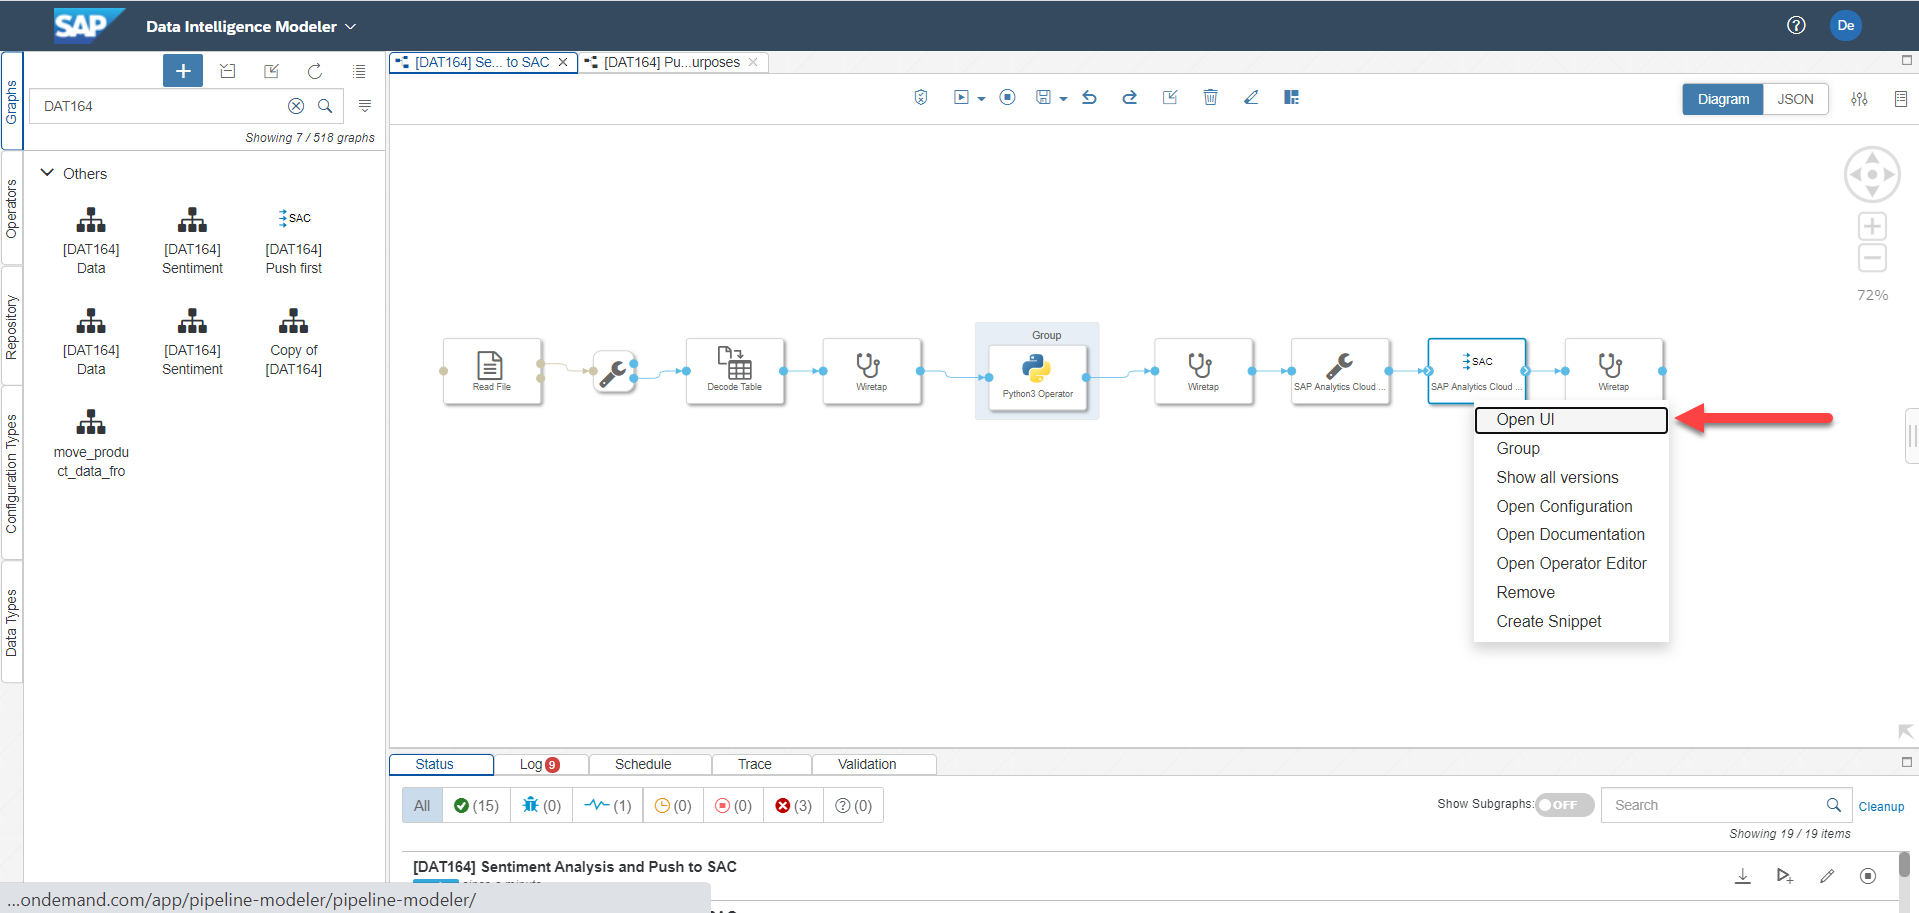 SAP Data Intelligence Modeler
De
Graphs
Operators
Repository
Configuration Types
Data Types
DAT164
Showing 7 / 518 graphs
Others
[DAT164] Data
[DAT164] Sentiment
SAC
[DAT164] Push first
[DAT164] Data
[DAT164] Sentiment
Copy of [DAT164]
move_produ
ct_data_fro
[DAT164] Se... to SAC
[DAT164] Pu...urposes
Diagram JSON
72%
Read File
Decode Table
Wiretap
Group
Python3 Operator
Wiretap
SAP Analytics Cloud ...
SAC
SAP Analytics Cloud ...
Wiretap
Open UI
Group
Show all versions
Open Configuration
Open Documentation
Open Operator Editor
Remove
Create Snippet
Status Log 9 Schedule Trace Validation
All (15) (0) (1) (0) (0) (3) (0)
Show Subgraphs: OFF Search Cleanup
Showing 19 / 19 items
[DAT164] Sentiment Analysis and Push to SAC
...ondemand.com/app/pipeline-modeler/pipeline-modeler/